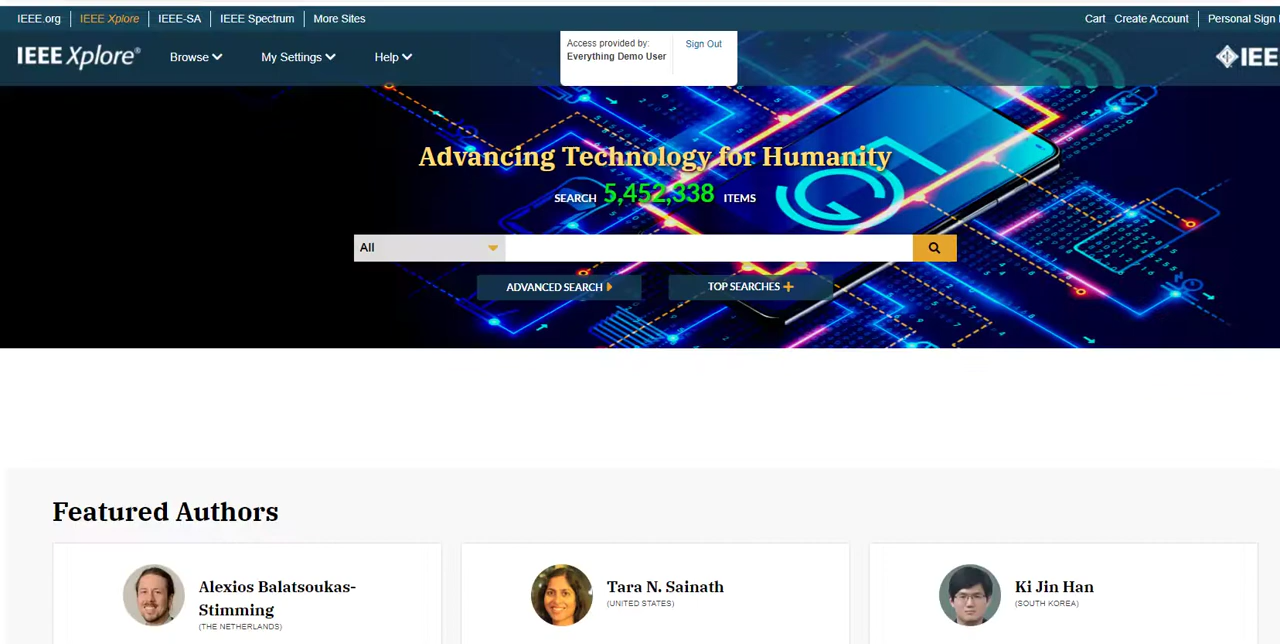 IEEE.org IEEE Xplore IEEE-SA IEEE Spectrum More Sites Cart Create Account Personal Sign
IEEE Xplore® Browse My Settings Help Access provided by: Everything Demo User Sign Out IEE
Advancing Technology for Humanity
SEARCH 5,452,338 ITEMS
All
ADVANCED SEARCH TOP SEARCHES
Featured Authors
Alexios Balatsoukas-
Stimming
(THE NETHERLANDS)
Tara N. Sainath
(UNITED STATES)
Ki Jin Han
(SOUTH KOREA)